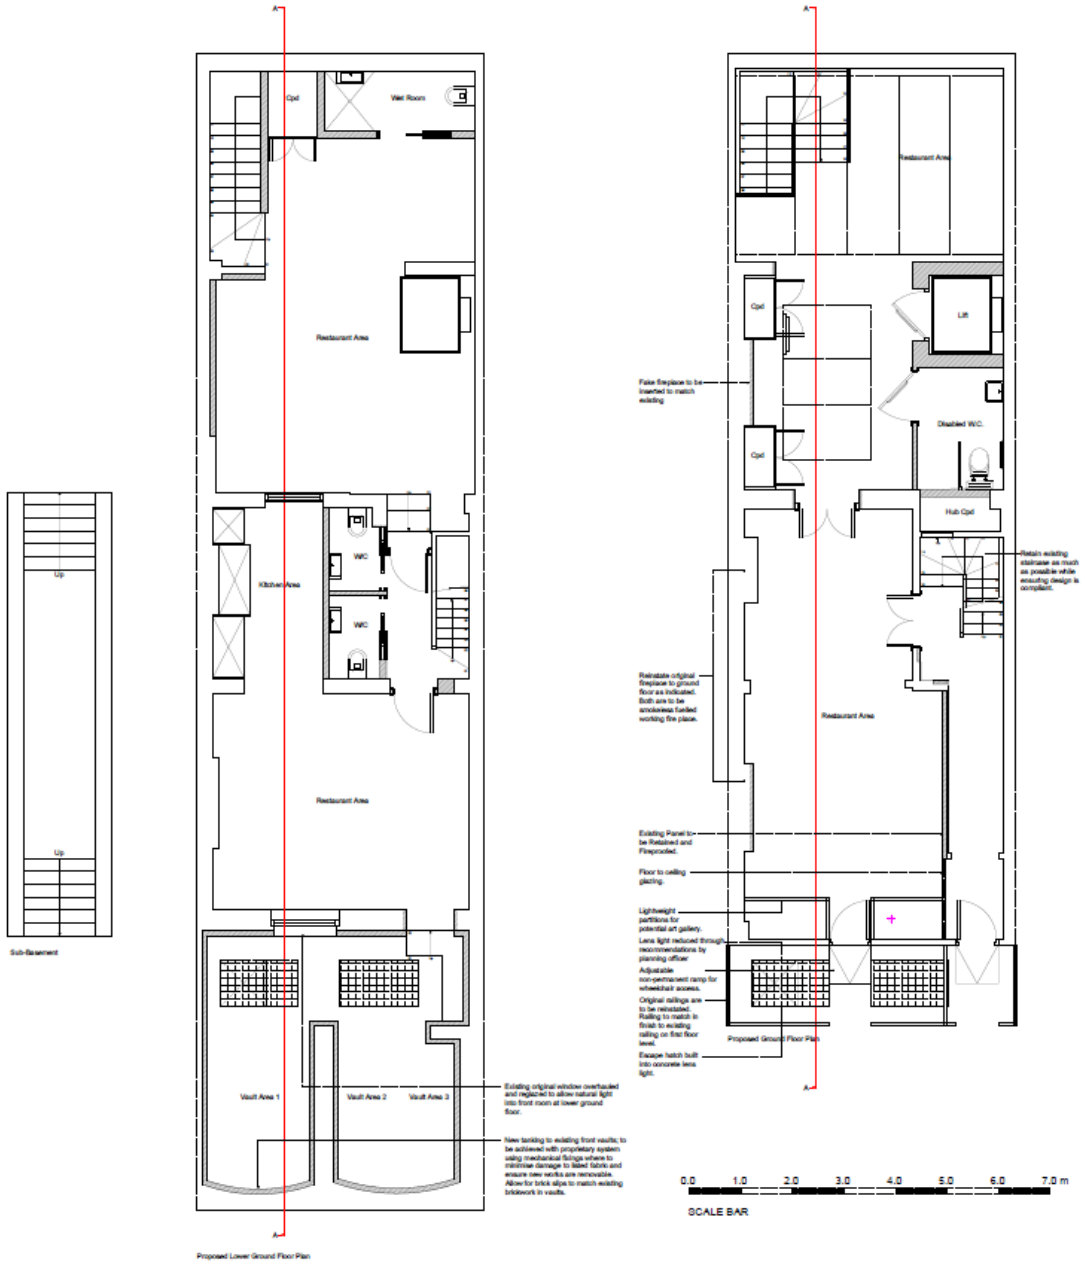 A
A
Cpd
Wet Room
Restaurant Area
W/C
Kitchen Area
W/C
Restaurant Area
Up
Up
Sub-Basement
Vault Area 1
Vault Area 2
Vault Area 3
Existing original window overhauled
and reglazed to allow natural light
into front room at lower ground
floor.
New tanking to existing front vaults; to
be achieved with proprietary system
using mechanical fixings where to
minimise damage to listed fabric and
ensure new works are removable.
Allow for brick slips to match existing
brickwork in vaults.
A
Proposed Lower Ground Floor Plan
Restaurant Area
Cpd
Lift
Fake fireplace to be
inserted to match
existing
Disabled W.C.
Cpd
Hub Cpd
Retain existing
staircase as much
as possible while
ensuring design is
compliant.
Reinstate original
fireplace to ground
floor as indicated.
Both are to be
smokeless fuelled
working fire place.
Restaurant Area
Existing Panel to
be Retained and
Fireproofed.
Floor to ceiling
glazing.
Lightweight
partitions for
potential art gallery.
Lens light reduced through
recommendations by
planning officer
Adjustable
non-permanent ramp for
wheelchair access.
Original railings are
to be reinstated.
Railing to match in
finish to existing
railing on first floor
level.
Escape hatch built
into concrete lens
light.
Proposed Ground Floor Plan
A
0.0 1.0 2.0 3.0 4.0 5.0 6.0 7.0 m
SCALE BAR